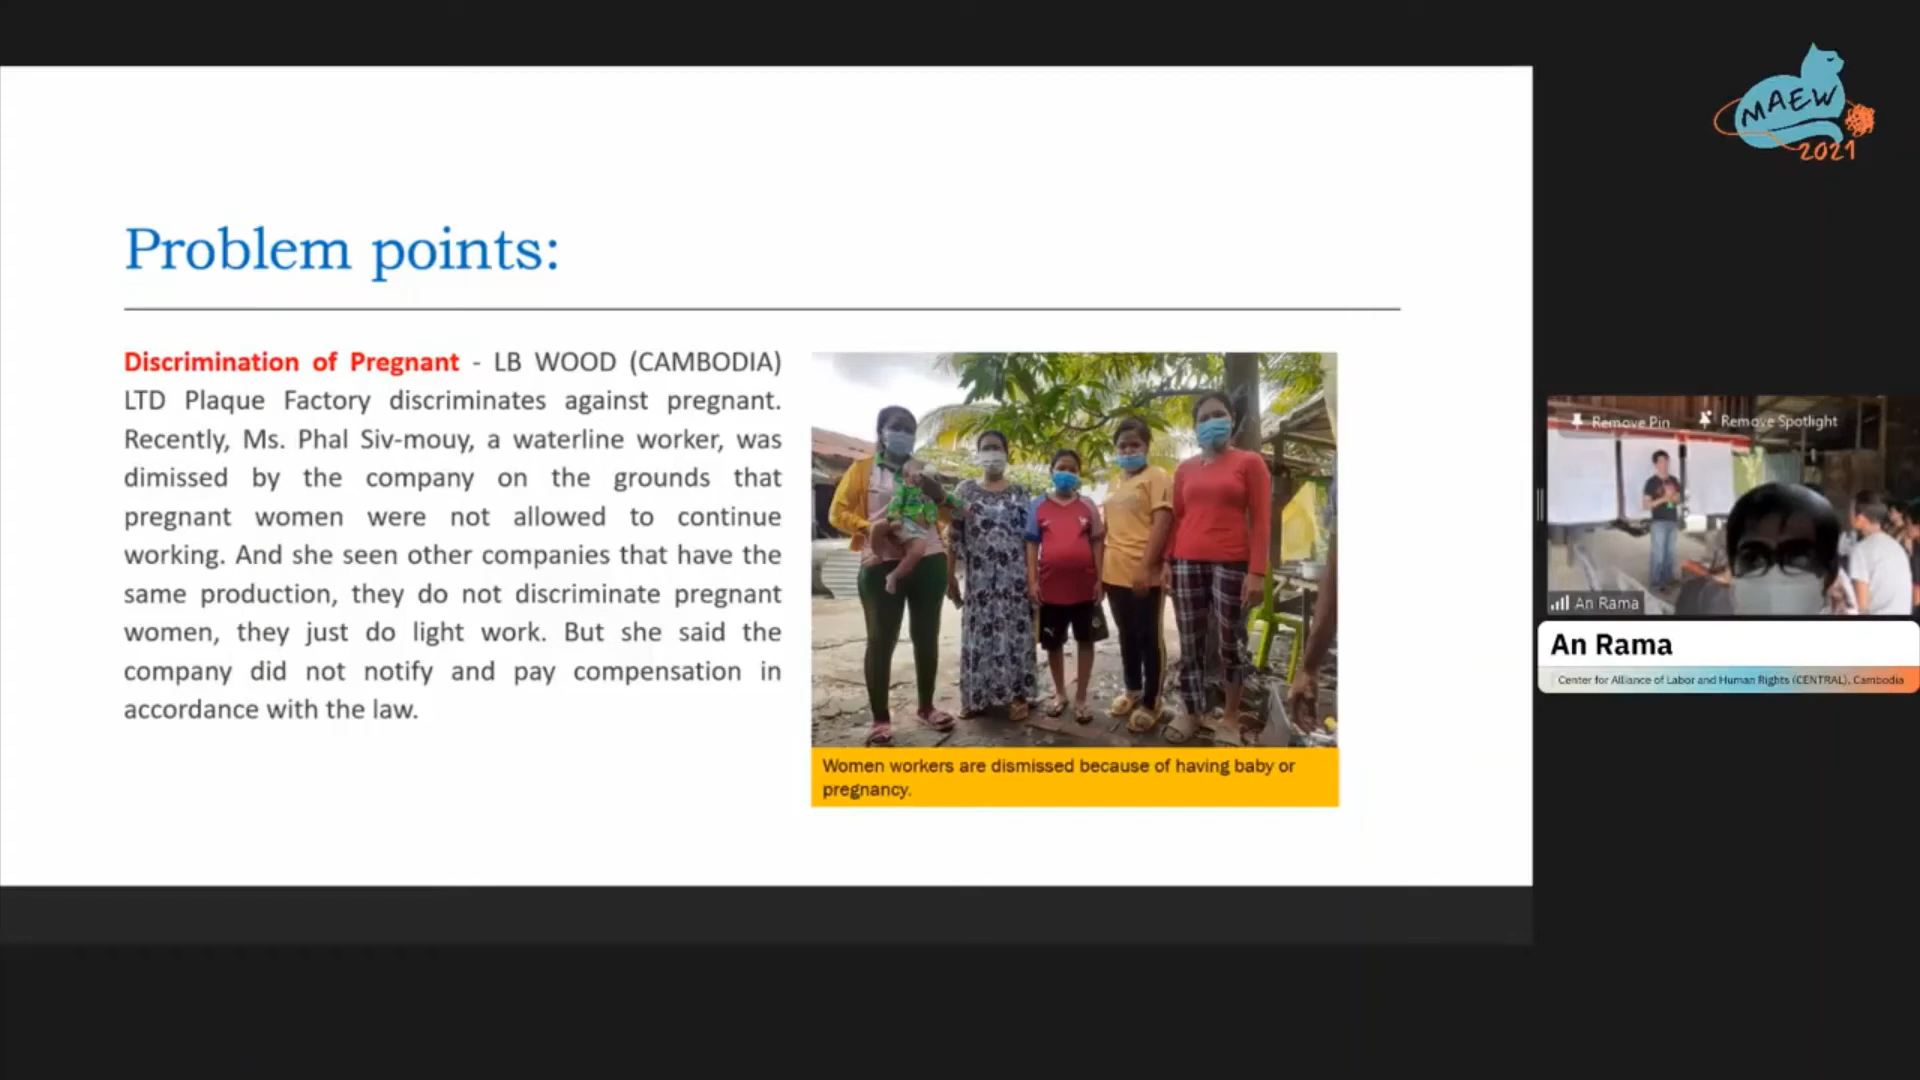 MAEW
2021
Problem points:
Discrimination of Pregnant - LB WOOD (CAMBODIA)
LTD Plaque Factory discriminates against pregnant.
Recently, Ms. Phal Siv-mouy, a waterline worker, was
dimissed by the company on the grounds that
pregnant women were not allowed to continue
working. And she seen other companies that have the
same production, they do not discriminate pregnant
women, they just do light work. But she said the
company did not notify and pay compensation in
accordance with the law.
Women workers are dismissed because of having baby or
pregnancy.
Remove Pin Remove Spotlight
An Rama
An Rama
Center for Alliance of Labor and Human Rights (CENTRAL), Cambodia